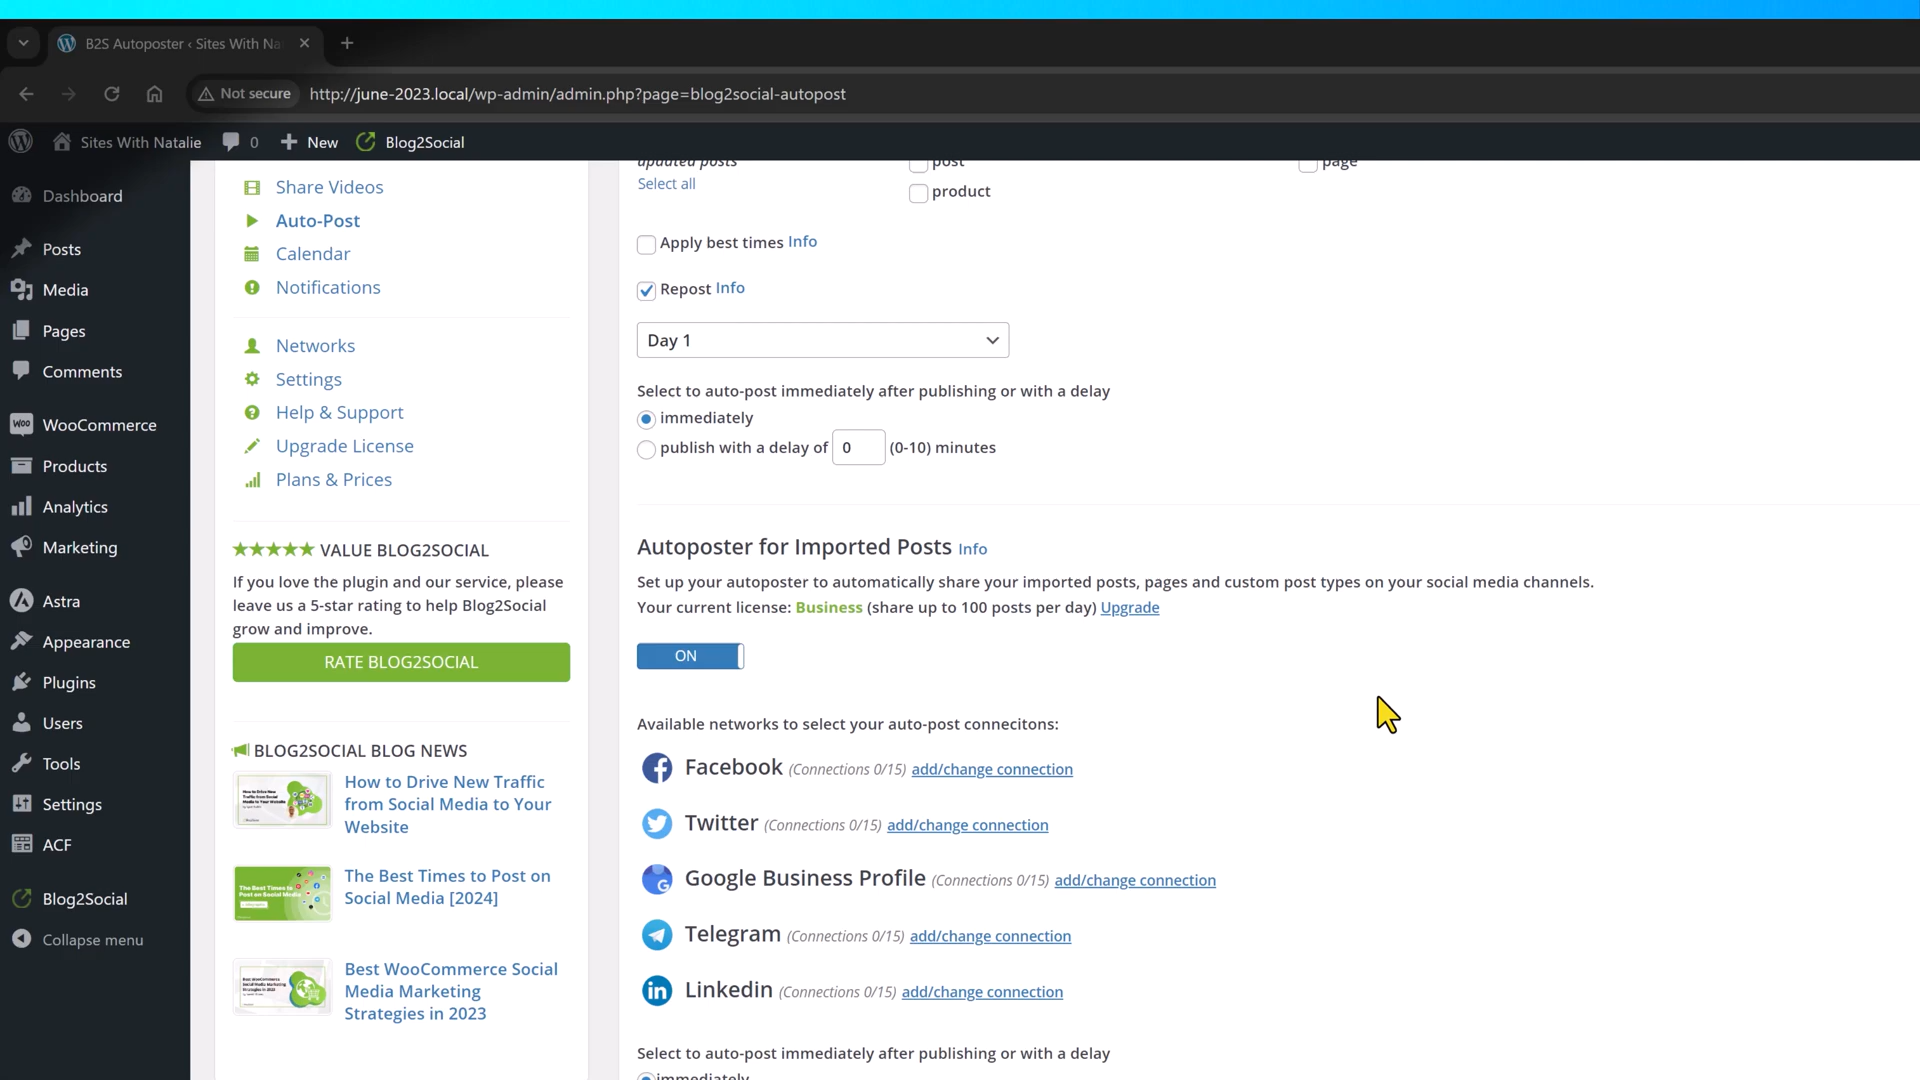 B2S Autoposter ‹ Sites With Na
Not secure
http://june-2023.local/wp-admin/admin.php?page=blog2social-autopost
Sites With Natalie
0
New
Blog2Social
Dashboard
Posts
Media
Pages
Comments
WooCommerce
Products
Analytics
Marketing
Astra
Appearance
Plugins
Users
Tools
Settings
ACF
Blog2Social
Collapse menu
Share Videos
Auto-Post
Calendar
Notifications
Networks
Settings
Help & Support
Upgrade License
Plans & Prices
VALUE BLOG2SOCIAL
If you love the plugin and our service, please
leave us a 5-star rating to help Blog2Social
grow and improve.
RATE BLOG2SOCIAL
BLOG2SOCIAL BLOG NEWS
How to Drive New Traffic
from Social Media to Your
Website
The Best Times to Post on
Social Media [2024]
Best WooCommerce Social
Media Marketing
Strategies in 2023
updated posts
post
page
Select all
product
Apply best times Info
Repost Info
Day 1
Select to auto-post immediately after publishing or with a delay
immediately
publish with a delay of 0 (0-10) minutes
Autoposter for Imported Posts Info
Set up your autoposter to automatically share your imported posts, pages and custom post types on your social media channels.
Your current license: Business (share up to 100 posts per day) Upgrade
ON
Available networks to select your auto-post connecitons:
Facebook (Connections 0/15) add/change connection
Twitter (Connections 0/15) add/change connection
Google Business Profile (Connections 0/15) add/change connection
Telegram (Connections 0/15) add/change connection
Linkedin (Connections 0/15) add/change connection
Select to auto-post immediately after publishing or with a delay
immediately